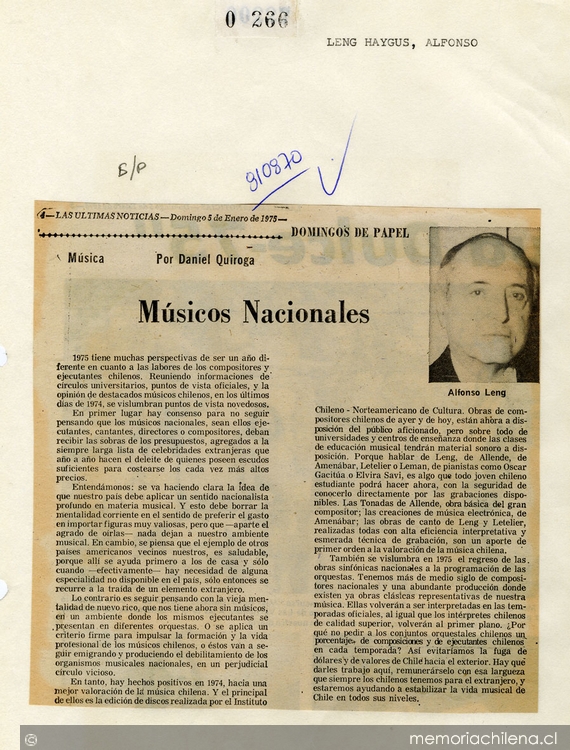 0 266
LENG HAYGUS, ALFONSO
B/P
910870
4—LAS ULTIMAS NOTICIAS—Domingo 5 de Enero de 1975—
DOMINGOS DE PAPEL
Música
Por Daniel Quiroga
Músicos Nacionales
1975 tiene muchas perspectivas de ser un año di-
ferente en cuanto a las labores de los compositores y
ejecutantes chilenos. Reuniendo informaciones de
círculos universitarios, puntos de vista oficiales, y la
opinión de destacados músicos chilenos, en los últimos
días de 1974, se vislumbran puntos de vista novedosos.
En primer lugar hay consenso para no seguir
pensando que los músicos nacionales, sean ellos ejec-
cutantes, cantantes, directores o compositores, deban
recibir las sobras de los presupuestos, agregados a la
siempre larga lista de celebridades extranjeras que
año a año hacen el deleite de quienes poseen escudos
suficientes para costearse los cada vez más altos
precios.
Entendámonos: se va haciendo clara la idea de
que nuestro país debe aplicar un sentido nacionalista
profundo en materia musical. Y esto debe borrar la
mentalidad corriente en el sentido de preferir el gasto
en importar figuras muy valiosas, pero que —aparte el
agrado de oírlas— nada dejan a nuestro ambiente
musical. En cambio, se piensa que el ejemplo de otros
países americanos vecinos nuestros, es saludable,
porque allí se ayuda primero a los de casa y sólo
cuando —efectivamente— hay necesidad de alguna
especialidad no disponible en el país, sólo entonces se
recurre a la traída de un elemento extranjero.
Lo contrario es seguir pensando con la vieja men-
talidad de nuevo rico, que nos tiene ahora sin músicos,
en un ambiente donde los mismos ejecutantes se
presentan en diferentes orquestas. O se aplica un
criterio firme para impulsar la formación y la vida
profesional de los músicos chilenos, o éstos van a se-
guir emigrando y produciendo el debilitamiento de los
organismos musicales nacionales, en un perjudicial
círculo vicioso.
En tanto, hay hechos positivos en 1974, hacia una
mejor valoración de la música chilena. Y el principal
de ellos es la edición de discos realizada por el Instituto
Alfonso Leng
Chileno - Norteamericano de Cultura. Obras de com-
positores chilenos de ayer y de hoy, están ahora a dis-
posición del público aficionado, pero sobre todo de
universidades y centros de enseñanza donde las clases
de educación musical tendrán material sonoro a dis-
posición. Porque hablar de Leng, de Allende, de
Amenábar, Letelier o Leman, de pianistas como Oscar
Gacitúa o Elvira Savi, es algo que todo joven chileno
estudiante podrá hacer ahora, con la seguridad de
conocerlo directamente por las grabaciones dispo-
nibles. Las Tonadas de Allende, obra básica del gran
compositor; las creaciones de música electrónica, de
Amenábar; las obras de canto de Leng y Letelier,
realizadas todas con alta eficiencia interpretativa y
esmerada técnica de grabación, son un aporte de
primer orden a la valoración de la música chilena.
También se vislumbra en 1975 el regreso de las
obras sinfónicas nacionales a la programación de las
orquestas. Tenemos más de medio siglo de compositores
nacionales y una abundante producción donde
existen ya obras clásicas representativas de nuestra
música. Ellas volverán a ser interpretadas en las tem-
poradas oficiales, al igual que los intérpretes chilenos
de calidad superior, volverán al primer plano. ¿Por
qué no pedir a los conjuntos orquestales chilenos un
porcentajes de composiciones y de ejecutantes chilenos
en cada temporada? Así evitaríamos la fuga de
dólares y de valores de Chile hacia el exterior. Hay que
darles trabajo aquí, remunerárselo con esa largueza
que siempre los chilenos tenemos para el extranjero, y
estaremos ayudando a estabilizar la vida musical de
Chile en todos sus niveles.
© memoriachilena.cl